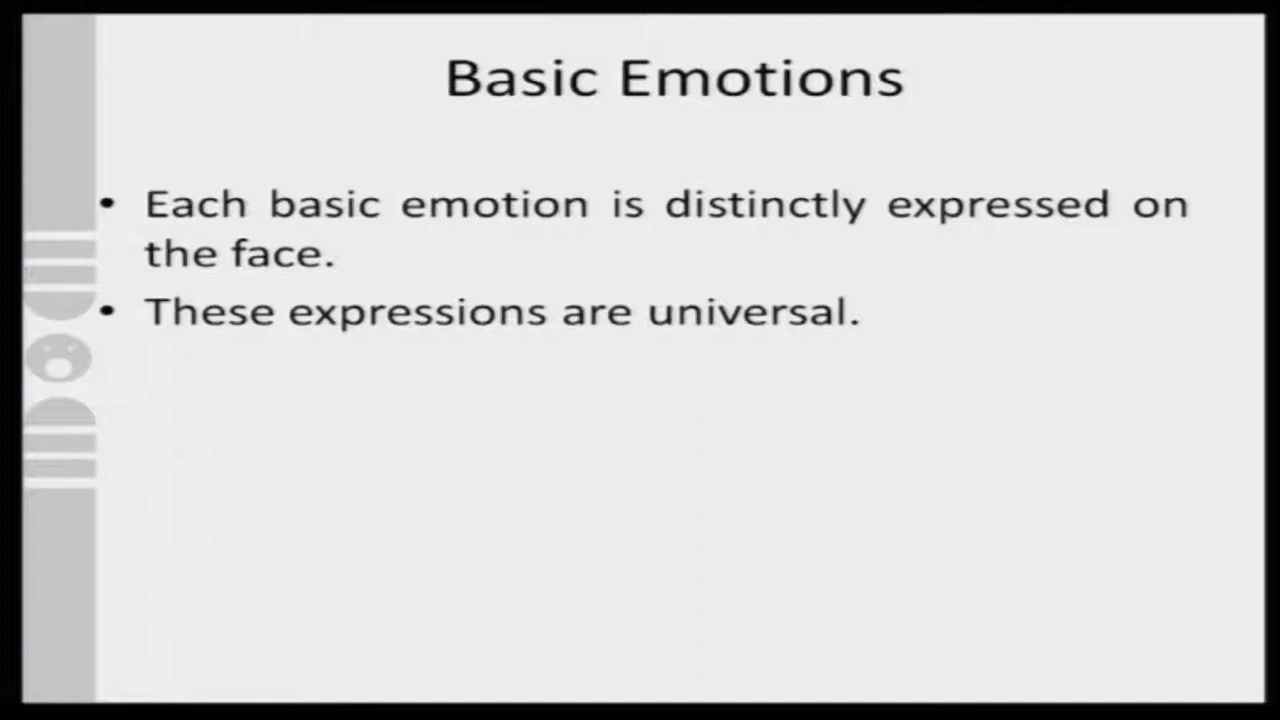 Basic Emotions
• Each basic emotion is distinctly expressed on
the face.
• These expressions are universal.